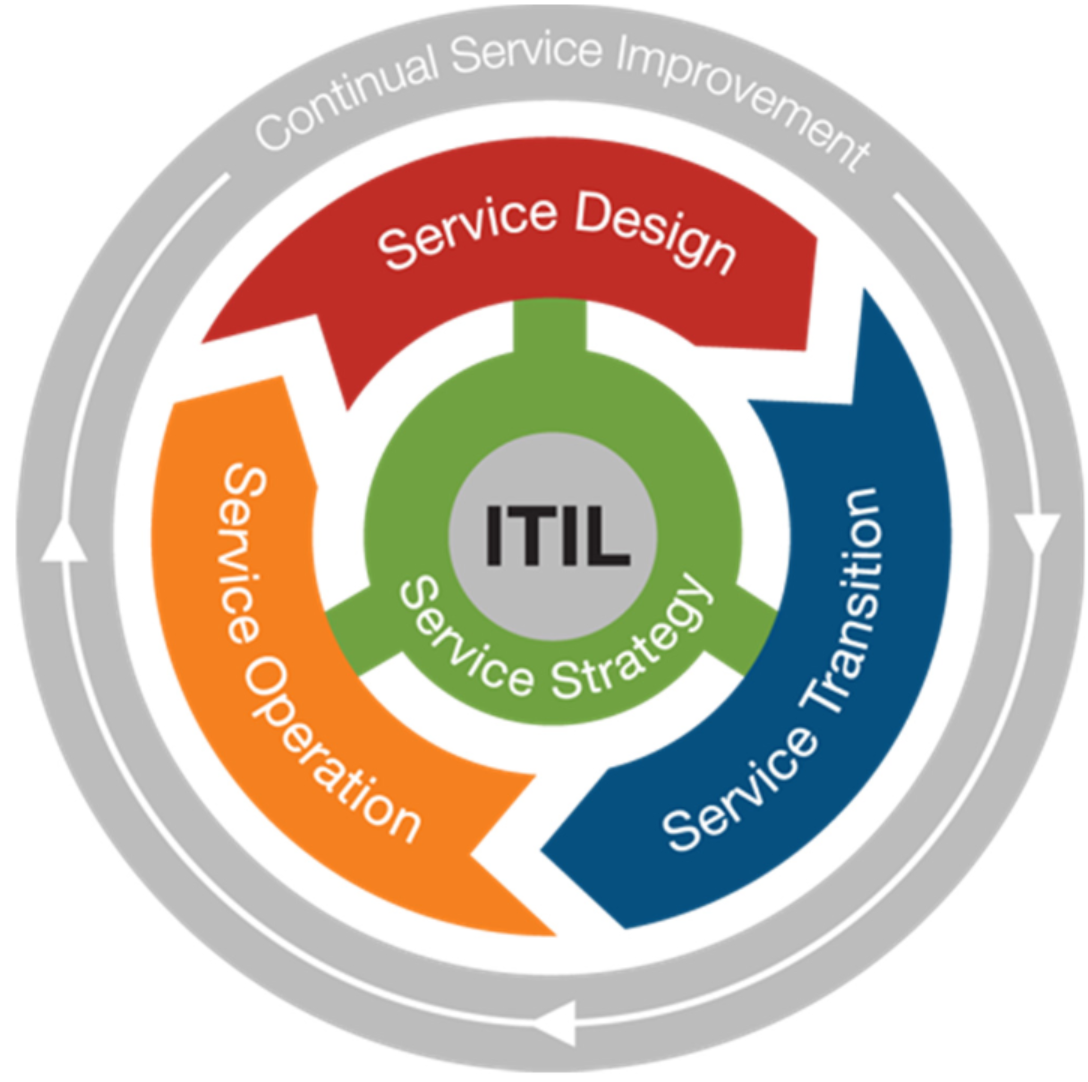 Continual Service Improvement
Service Design
Service Transition
Service Operation
Service Strategy
ITIL